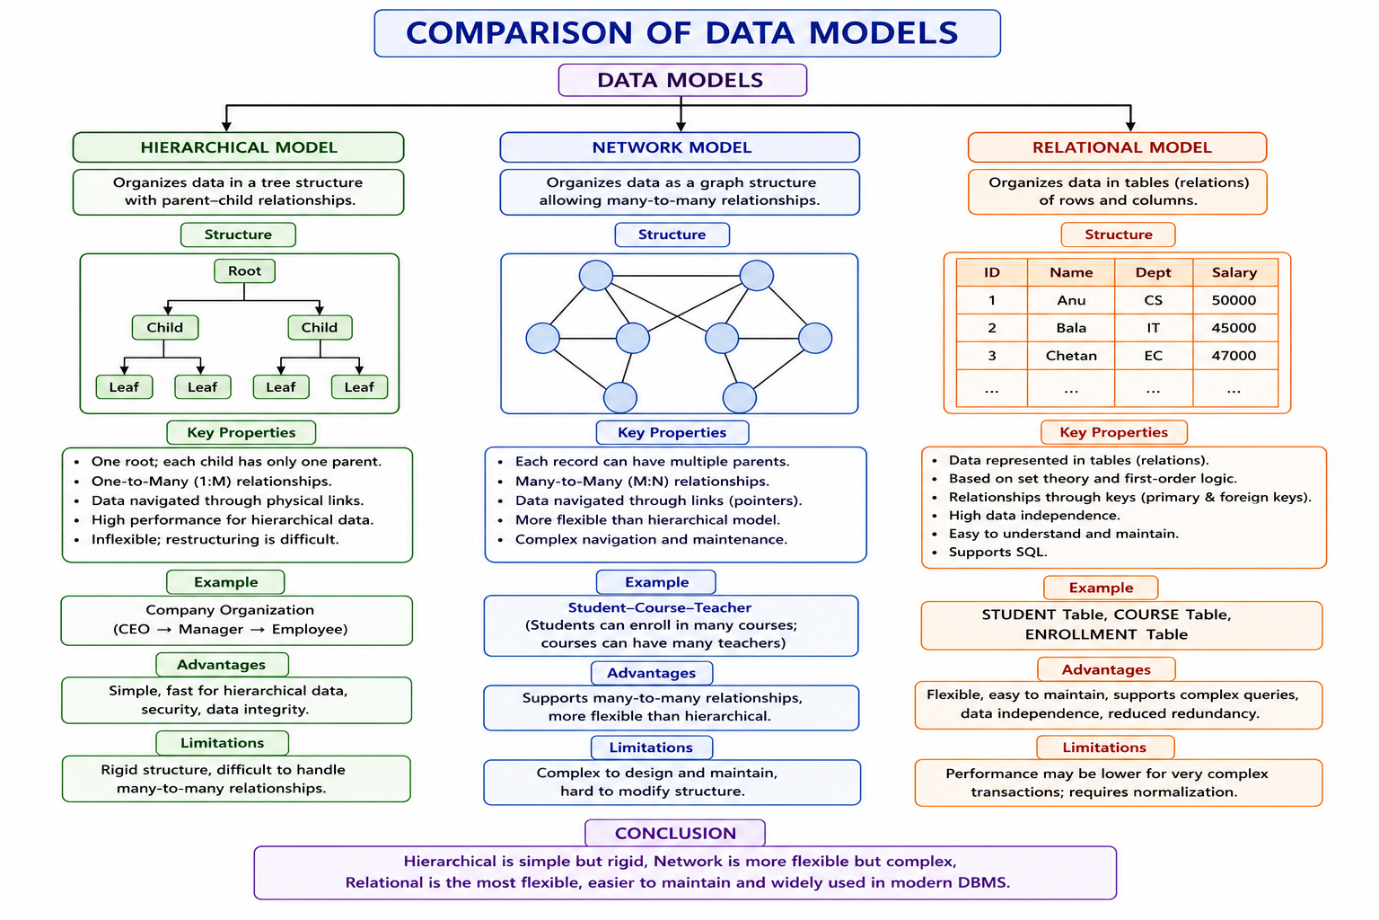 COMPARISON OF DATA MODELS
DATA MODELS
HIERARCHICAL MODEL
Organizes data in a tree structure
with parent–child relationships.
Structure
Root
Child
Child
Leaf
Leaf
Leaf
Leaf
Key Properties
• One root; each child has only one parent.
• One-to-Many (1:M) relationships.
• Data navigated through physical links.
• High performance for hierarchical data.
• Inflexible; restructuring is difficult.
Example
Company Organization
(CEO → Manager → Employee)
Advantages
Simple, fast for hierarchical data,
security, data integrity.
Limitations
Rigid structure, difficult to handle
many-to-many relationships.
NETWORK MODEL
Organizes data as a graph structure
allowing many-to-many relationships.
Structure
Key Properties
• Each record can have multiple parents.
• Many-to-Many (M:N) relationships.
• Data navigated through links (pointers).
• More flexible than hierarchical model.
• Complex navigation and maintenance.
Example
Student–Course–Teacher
(Students can enroll in many courses;
courses can have many teachers)
Advantages
Supports many-to-many relationships,
more flexible than hierarchical.
Limitations
Complex to design and maintain,
hard to modify structure.
RELATIONAL MODEL
Organizes data in tables (relations)
of rows and columns.
Structure
ID Name Dept Salary
1 Anu CS 50000
2 Bala IT 45000
3 Chetan EC 47000
... ... ... ...
Key Properties
• Data represented in tables (relations).
• Based on set theory and first-order logic.
• Relationships through keys (primary & foreign keys).
• High data independence.
• Easy to understand and maintain.
• Supports SQL.
Example
STUDENT Table, COURSE Table,
ENROLLMENT Table
Advantages
Flexible, easy to maintain, supports complex queries,
data independence, reduced redundancy.
Limitations
Performance may be lower for very complex
transactions; requires normalization.
CONCLUSION
Hierarchical is simple but rigid, Network is more flexible but complex,
Relational is the most flexible, easier to maintain and widely used in modern DBMS.